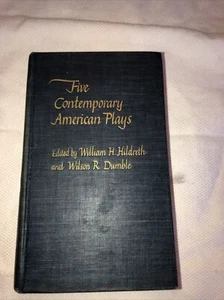 Five
Contemporary
American Plays
Edited by William H. Hildreth
and Wilson R. Dumble